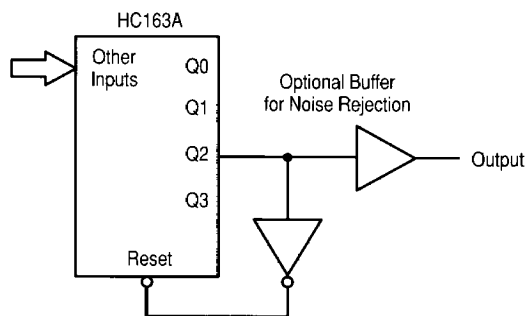 HC163A
Other
Inputs
Q0
Q1
Q2
Q3
Reset
Optional Buffer
for Noise Rejection
Output